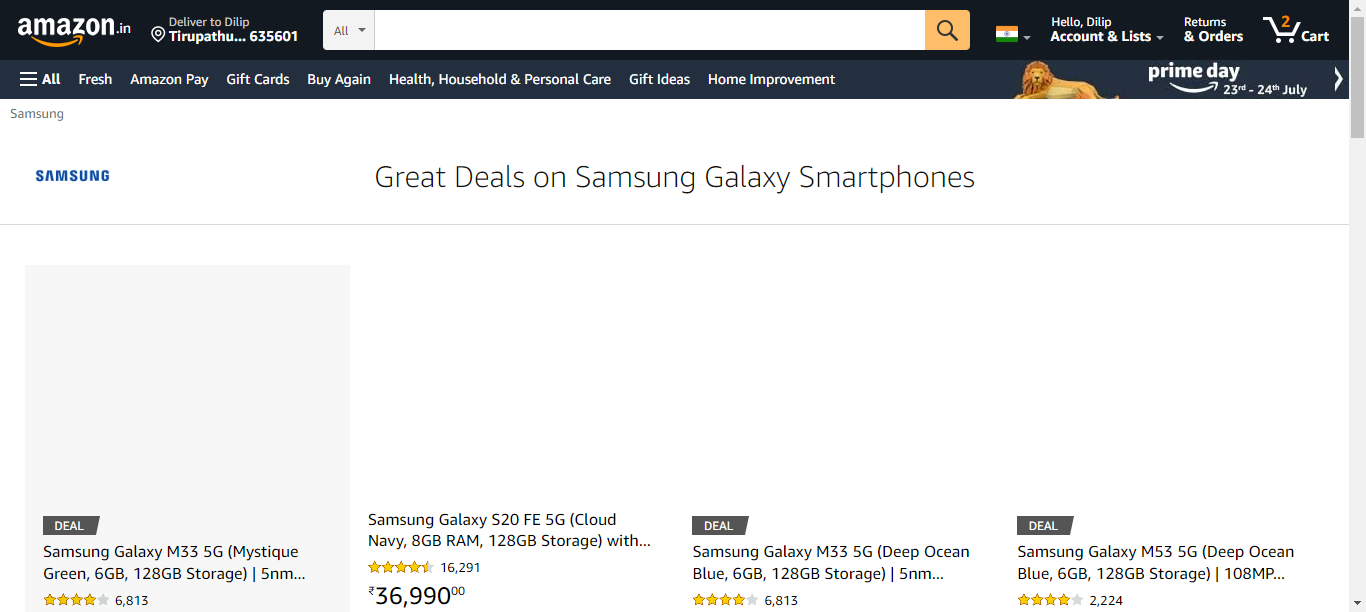 amazon.in
Deliver to Dilip
Tirupathu... 635601
All
Hello, Dilip
Account & Lists
Returns
& Orders
2
Cart
All Fresh Amazon Pay Gift Cards Buy Again Health, Household & Personal Care Gift Ideas Home Improvement
prime day
23rd - 24th July
Samsung
SAMSUNG
Great Deals on Samsung Galaxy Smartphones
DEAL
Samsung Galaxy M33 5G (Mystique
Green, 6GB, 128GB Storage) | 5nm...
6,813
Samsung Galaxy S20 FE 5G (Cloud
Navy, 8GB RAM, 128GB Storage) with...
16,291
₹36,99000
DEAL
Samsung Galaxy M33 5G (Deep Ocean
Blue, 6GB, 128GB Storage) | 5nm...
6,813
DEAL
Samsung Galaxy M53 5G (Deep Ocean
Blue, 6GB, 128GB Storage) | 108MP...
2,224